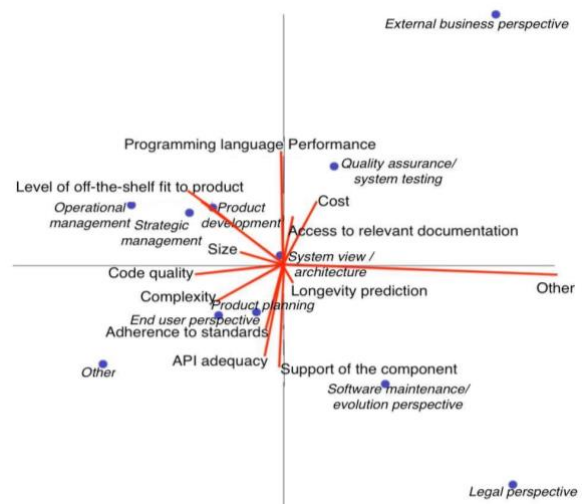 External business perspective
Programming language Performance
Quality assurance/
system testing
Level of off-the-shelf fit to product
Cost
Operational
management
Strategic
management
Product
development
Access to relevant documentation
Size
System view /
architecture
Code quality
Other
Complexity
Longevity prediction
Product planning
End user perspective
Adherence to standards
API adequacy
Support of the component
Other
Software maintenance/
evolution perspective
Legal perspective